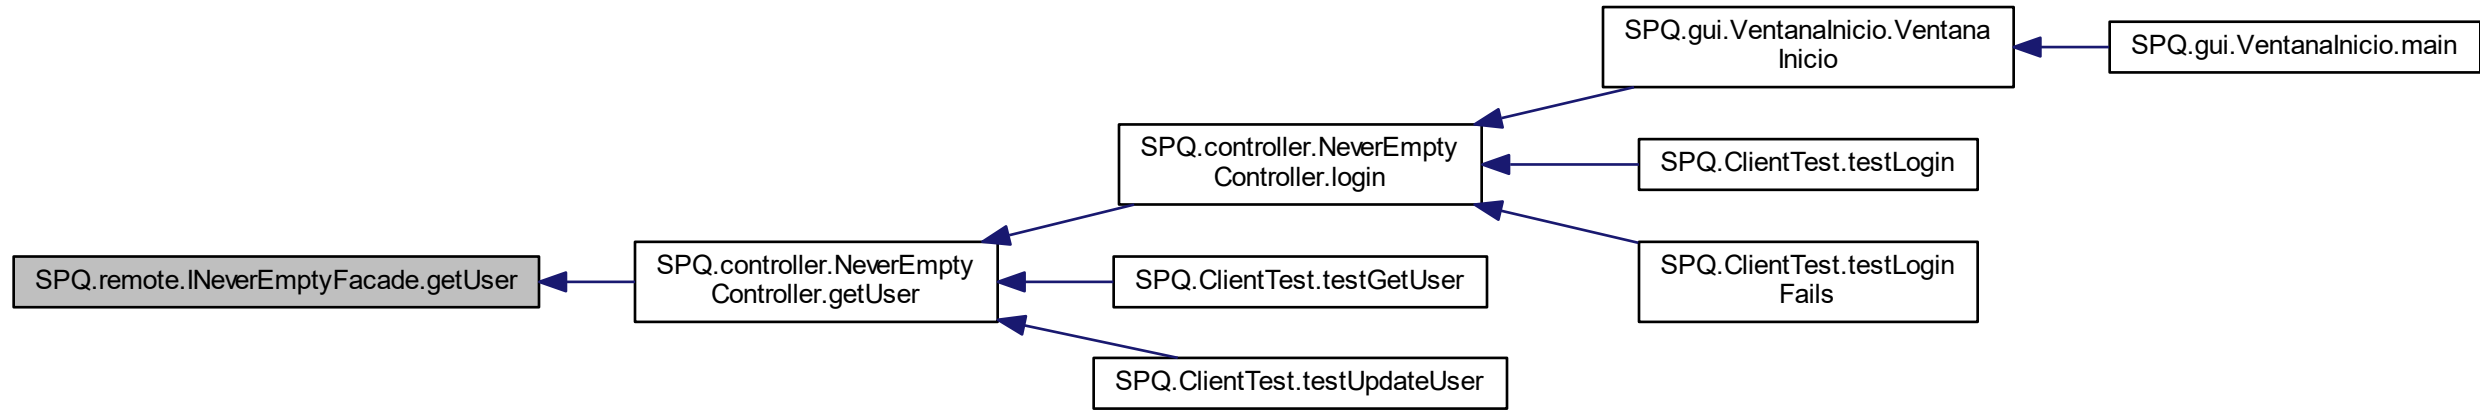 SPQ.gui.VentanaInicio.Ventana
Inicio
SPQ.gui.VentanaInicio.main
SPQ.controller.NeverEmpty
Controller.login
SPQ.ClientTest.testLogin
SPQ.remote.INeverEmptyFacade.getUser
SPQ.controller.NeverEmpty
Controller.getUser
SPQ.ClientTest.testGetUser
SPQ.ClientTest.testLogin
Fails
SPQ.ClientTest.testUpdateUser